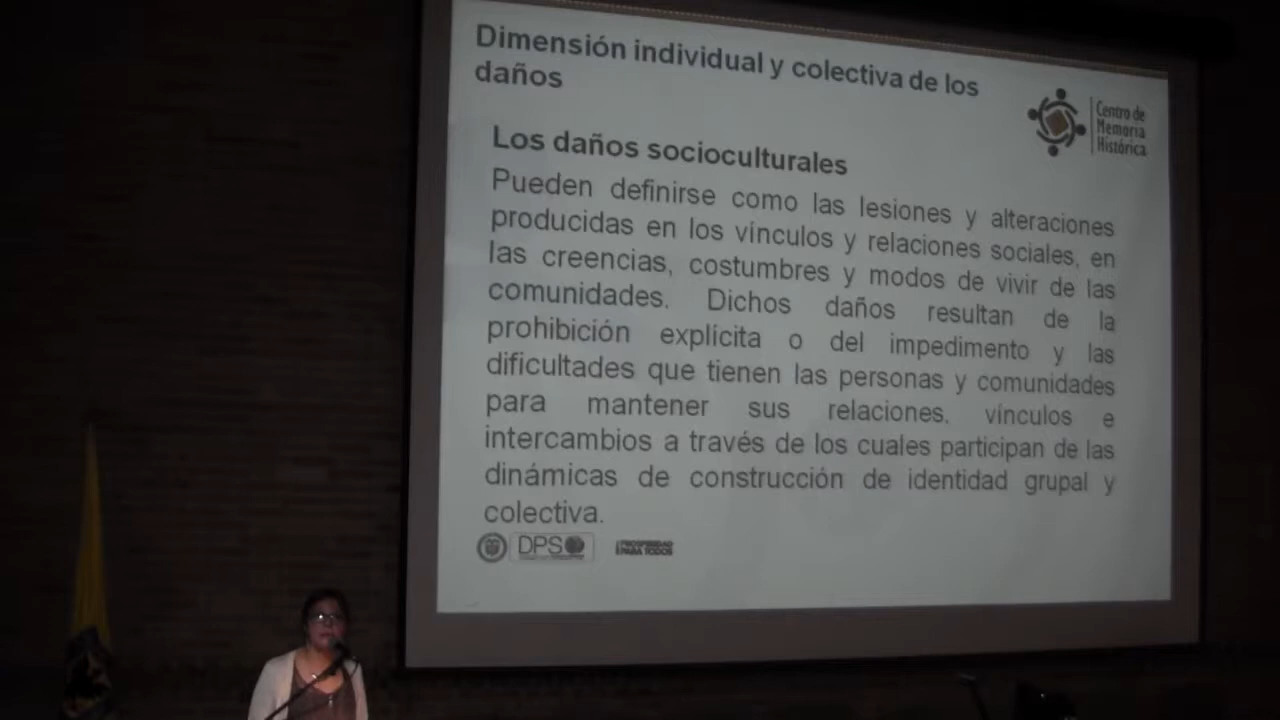 Dimensión individual y colectiva de los
daños
Centro de
Memoria
Histórica
Los daños socioculturales
Pueden definirse como las lesiones y alteraciones
producidas en los vínculos y relaciones sociales, en
las creencias, costumbres y modos de vivir de las
comunidades. Dichos daños resultan de la
prohibición explícita o del impedimento y las
dificultades que tienen las personas y comunidades
para mantener sus relaciones, vínculos e
intercambios a través de los cuales participan de las
dinámicas de construcción de identidad grupal y
colectiva.
DPS
PROSPERIDAD
PARA TODOS